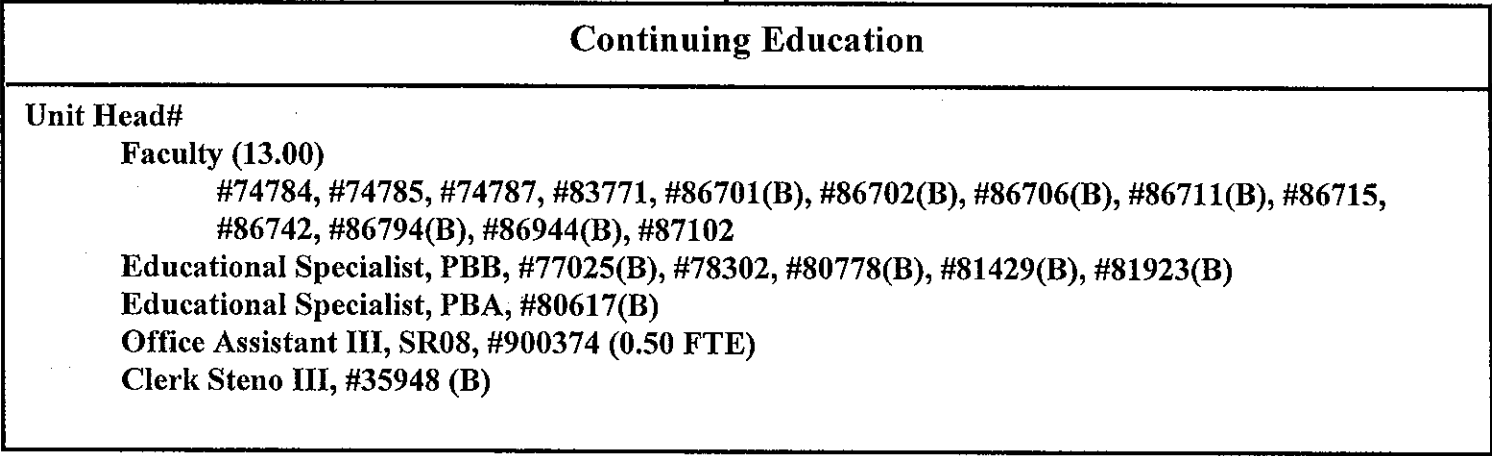 Continuing Education
Unit Head#
Faculty (13.00)
#74784, #74785, #74787, #83771, #86701(B), #86702(B), #86706(B), #86711(B), #86715,
#86742, #86794(B), #86944(B), #87102
Educational Specialist, PBB, #77025(B), #78302, #80778(B), #81429(B), #81923(B)
Educational Specialist, PBA, #80617(B)
Office Assistant III, SR08, #900374 (0.50 FTE)
Clerk Steno III, #35948 (B)